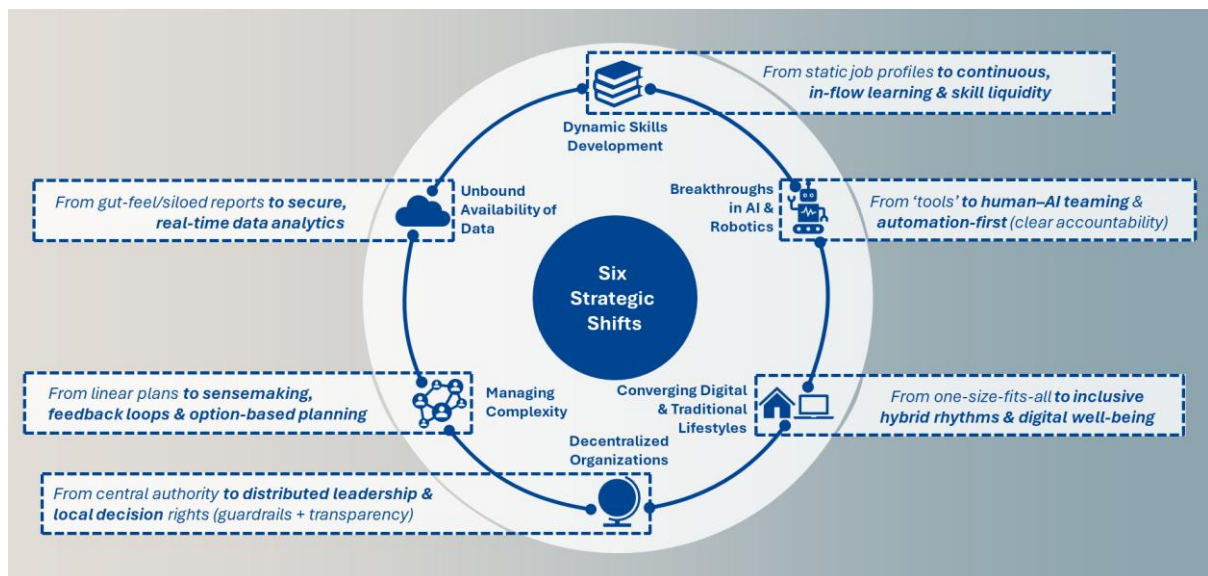 From static job profiles to continuous,
in-flow learning & skill liquidity
Dynamic Skills
Development
From gut-feel/siloed reports to secure,
real-time data analytics
Unbound
Availability of
Data
Breakthroughs
in AI &
Robotics
From ‘tools’ to human–AI teaming &
automation-first (clear accountability)
Six
Strategic
Shifts
From linear plans to sensemaking,
feedback loops & option-based planning
Managing
Complexity
Converging Digital
& Traditional
Lifestyles
From one-size-fits-all to inclusive
hybrid rhythms & digital well-being
Decentralized
Organizations
From central authority to distributed leadership &
local decision rights (guardrails + transparency)